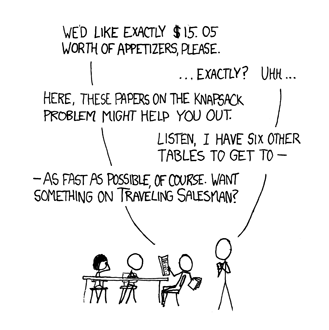 WE'D LIKE EXACTLY $15.05
WORTH OF APPETIZERS, PLEASE.
...EXACTLY? UHH...
HERE, THESE PAPERS ON THE KNAPSACK
PROBLEM MIGHT HELP YOU OUT.
LISTEN, I HAVE SIX OTHER
TABLES TO GET TO —
—AS FAST AS POSSIBLE, OF COURSE. WANT
SOMETHING ON TRAVELING SALESMAN?